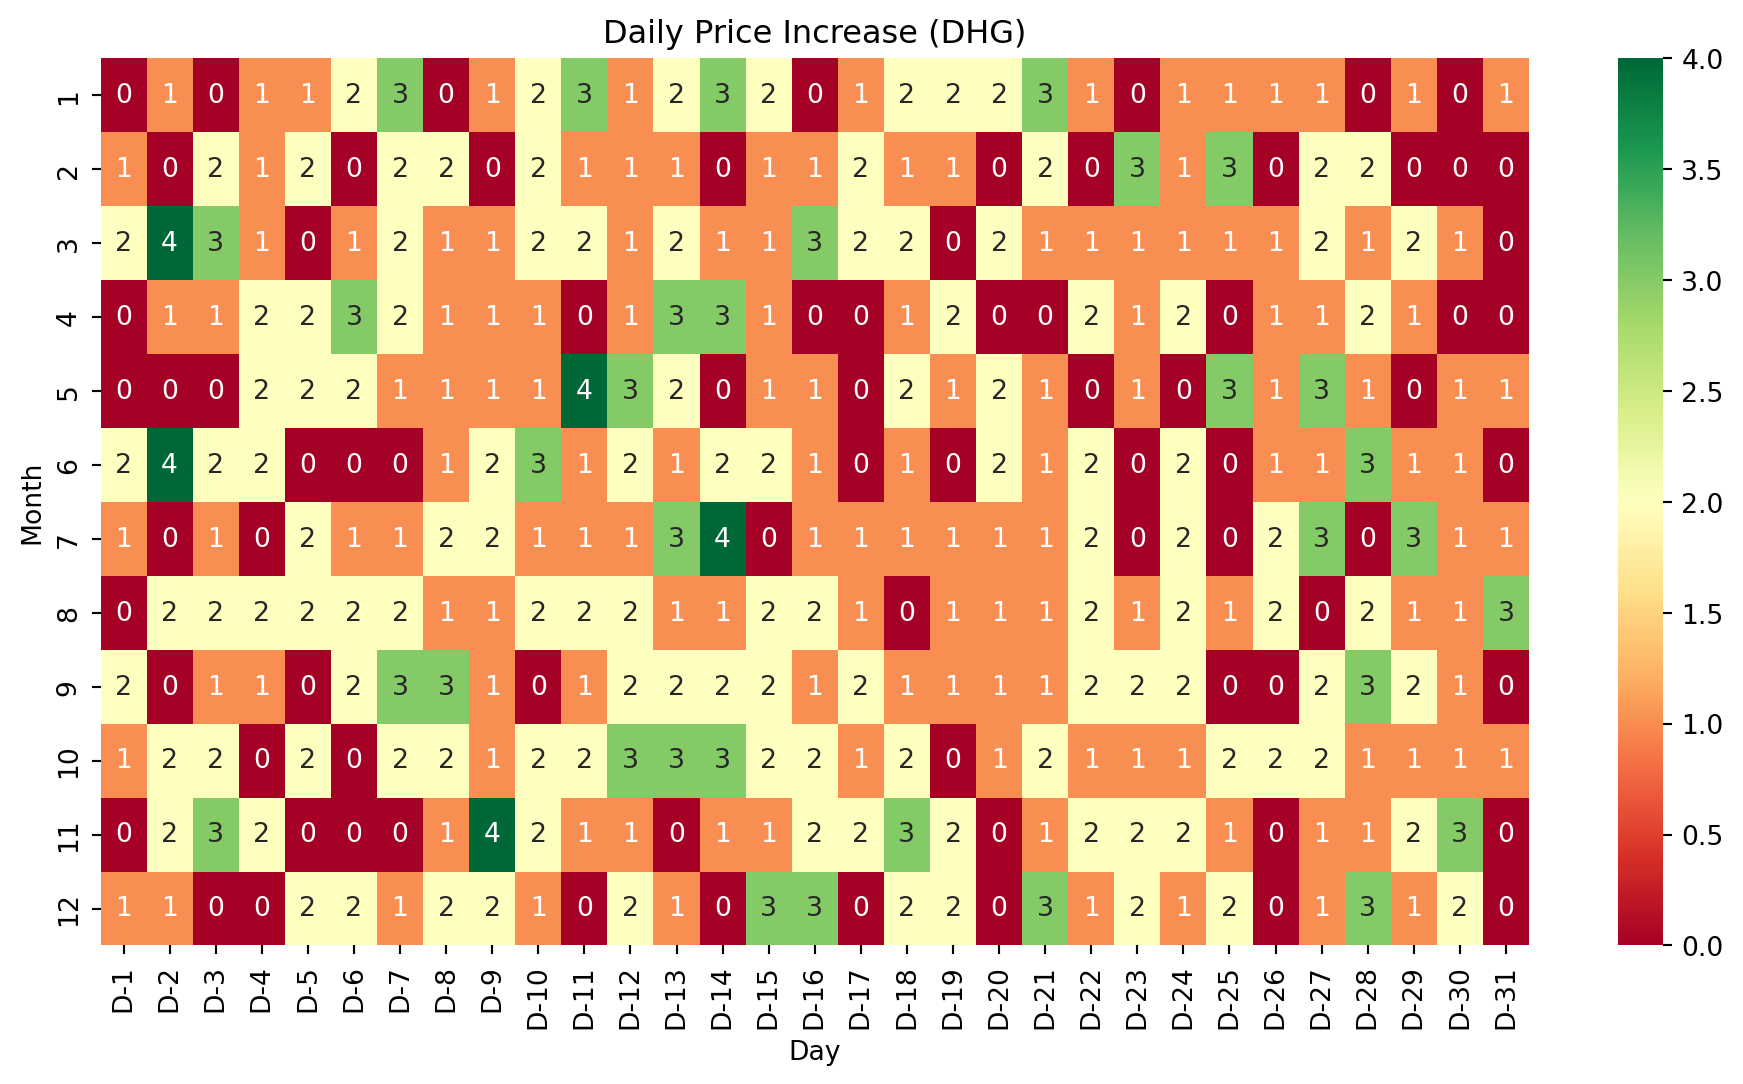 Daily Price Increase (DHG)
1 0 1 0 1 1 2 3 0 1 2 3 1 2 3 2 0 1 2 2 2 3 1 0 1 1 1 1 0 1 0 1
2 1 0 2 1 2 0 2 2 0 2 1 1 1 0 1 1 2 1 1 0 2 0 3 1 3 0 2 2 0 0 0
3 2 4 3 1 0 1 2 1 1 2 2 1 2 1 1 3 2 2 0 2 1 1 1 1 1 1 2 1 2 1 0
4 0 1 1 2 2 3 2 1 1 1 0 1 3 3 1 0 0 1 2 0 0 2 1 2 0 1 1 2 1 0 0
5 0 0 0 2 2 2 1 1 1 1 4 3 2 0 1 1 0 2 1 2 1 0 1 0 3 1 3 1 0 1 1
6 2 4 2 2 0 0 0 1 2 3 1 2 1 2 2 1 0 1 0 2 1 2 0 2 0 1 1 3 1 1 0
7 1 0 1 0 2 1 1 2 2 1 1 1 3 4 0 1 1 1 1 1 1 2 0 2 0 2 3 0 3 1 1
8 0 2 2 2 2 2 2 1 1 2 2 2 1 1 2 2 1 0 1 1 1 2 1 2 1 2 0 2 1 1 3
9 2 0 1 1 0 2 3 3 1 0 1 2 2 2 2 1 2 1 1 1 1 2 2 2 0 0 2 3 2 1 0
10 1 2 2 0 2 0 2 2 1 2 2 3 3 3 2 2 1 2 0 1 2 1 1 1 2 2 2 1 1 1 1
11 0 2 3 2 0 0 0 1 4 2 1 1 0 1 1 2 2 3 2 0 1 2 2 2 1 0 1 1 2 3 0
12 1 1 0 0 2 2 1 2 2 1 0 2 1 0 3 3 0 2 2 0 3 1 2 1 2 0 1 3 1 2 0
Month
D-1 D-2 D-3 D-4 D-5 D-6 D-7 D-8 D-9 D-10 D-11 D-12 D-13 D-14 D-15 D-16 D-17 D-18 D-19 D-20 D-21 D-22 D-23 D-24 D-25 D-26 D-27 D-28 D-29 D-30 D-31
Day
4.0
3.5
3.0
2.5
2.0
1.5
1.0
0.5
0.0